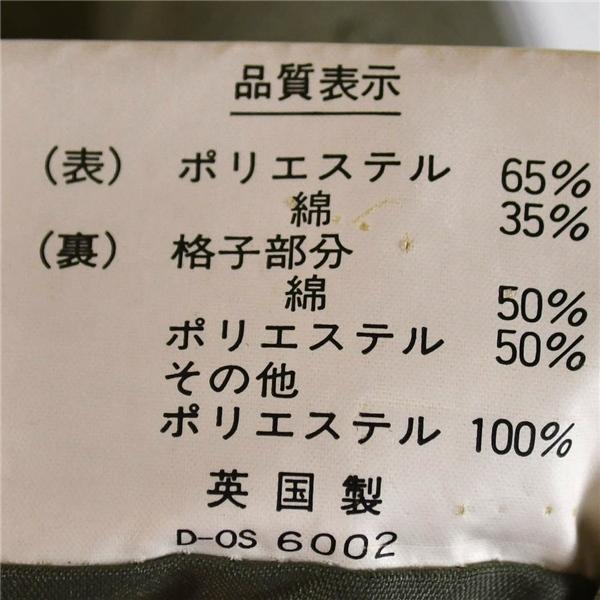 品質表示
(表) ポリエステル 65%
綿 35%
(裏) 格子部分
綿 50%
ポリエステル 50%
その他
ポリエステル 100%
英国製
D-OS 6002